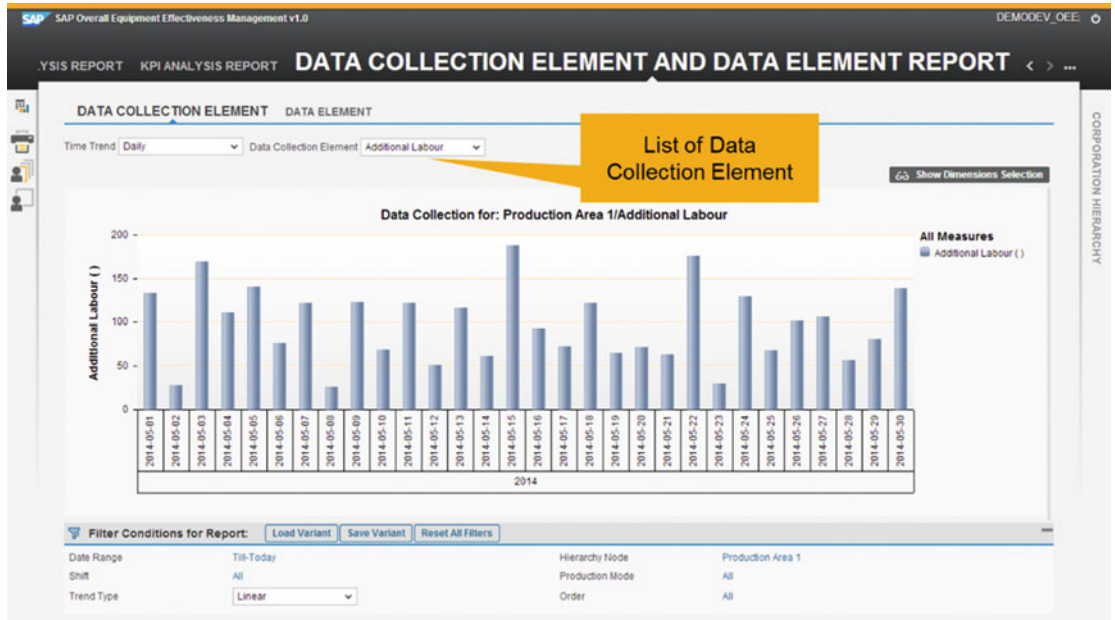 SAP SAP Overall Equipment Effectiveness Management v1.0 DEMODEV_OEE
.YSIS REPORT KPI ANALYSIS REPORT DATA COLLECTION ELEMENT AND DATA ELEMENT REPORT < > ...
DATA COLLECTION ELEMENT DATA ELEMENT
Time Trend Daily Data Collection Element Additional Labour
List of Data
Collection Element
Show Dimensions Selection
CORPORATION HIERARCHY
Data Collection for: Production Area 1/Additional Labour
All Measures
Additional Labour ( )
Additional Labour ( )
200
150
100
50
0
2014-05-01
2014-05-02
2014-05-03
2014-05-04
2014-05-05
2014-05-06
2014-05-07
2014-05-08
2014-05-09
2014-05-10
2014-05-11
2014-05-12
2014-05-13
2014-05-14
2014-05-15
2014-05-16
2014-05-17
2014-05-18
2014-05-19
2014-05-20
2014-05-21
2014-05-22
2014-05-23
2014-05-24
2014-05-25
2014-05-26
2014-05-27
2014-05-28
2014-05-29
2014-05-30
2014
Filter Conditions for Report: Load Variant Save Variant Reset All Filters
Date Range Till-Today Hierarchy Node Production Area 1
Shift All Production Mode All
Trend Type Linear Order All